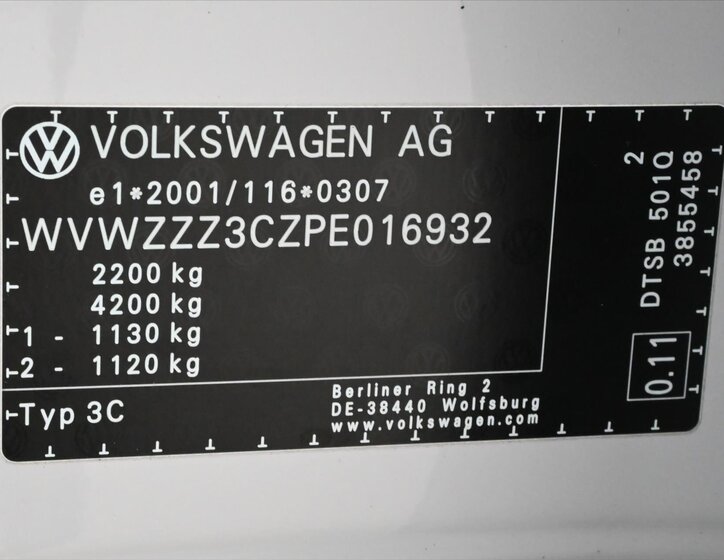 VOLKSWAGEN AG
e1*2001/116*0307
WVWZZZ3CZPE016932
2200 kg
4200 kg
1 - 1130 kg
2 - 1120 kg
Typ 3C
Berliner Ring 2
DE-38440 Wolfsburg
www.volkswagen.com
2
DTSB 501Q
3855458
0.11